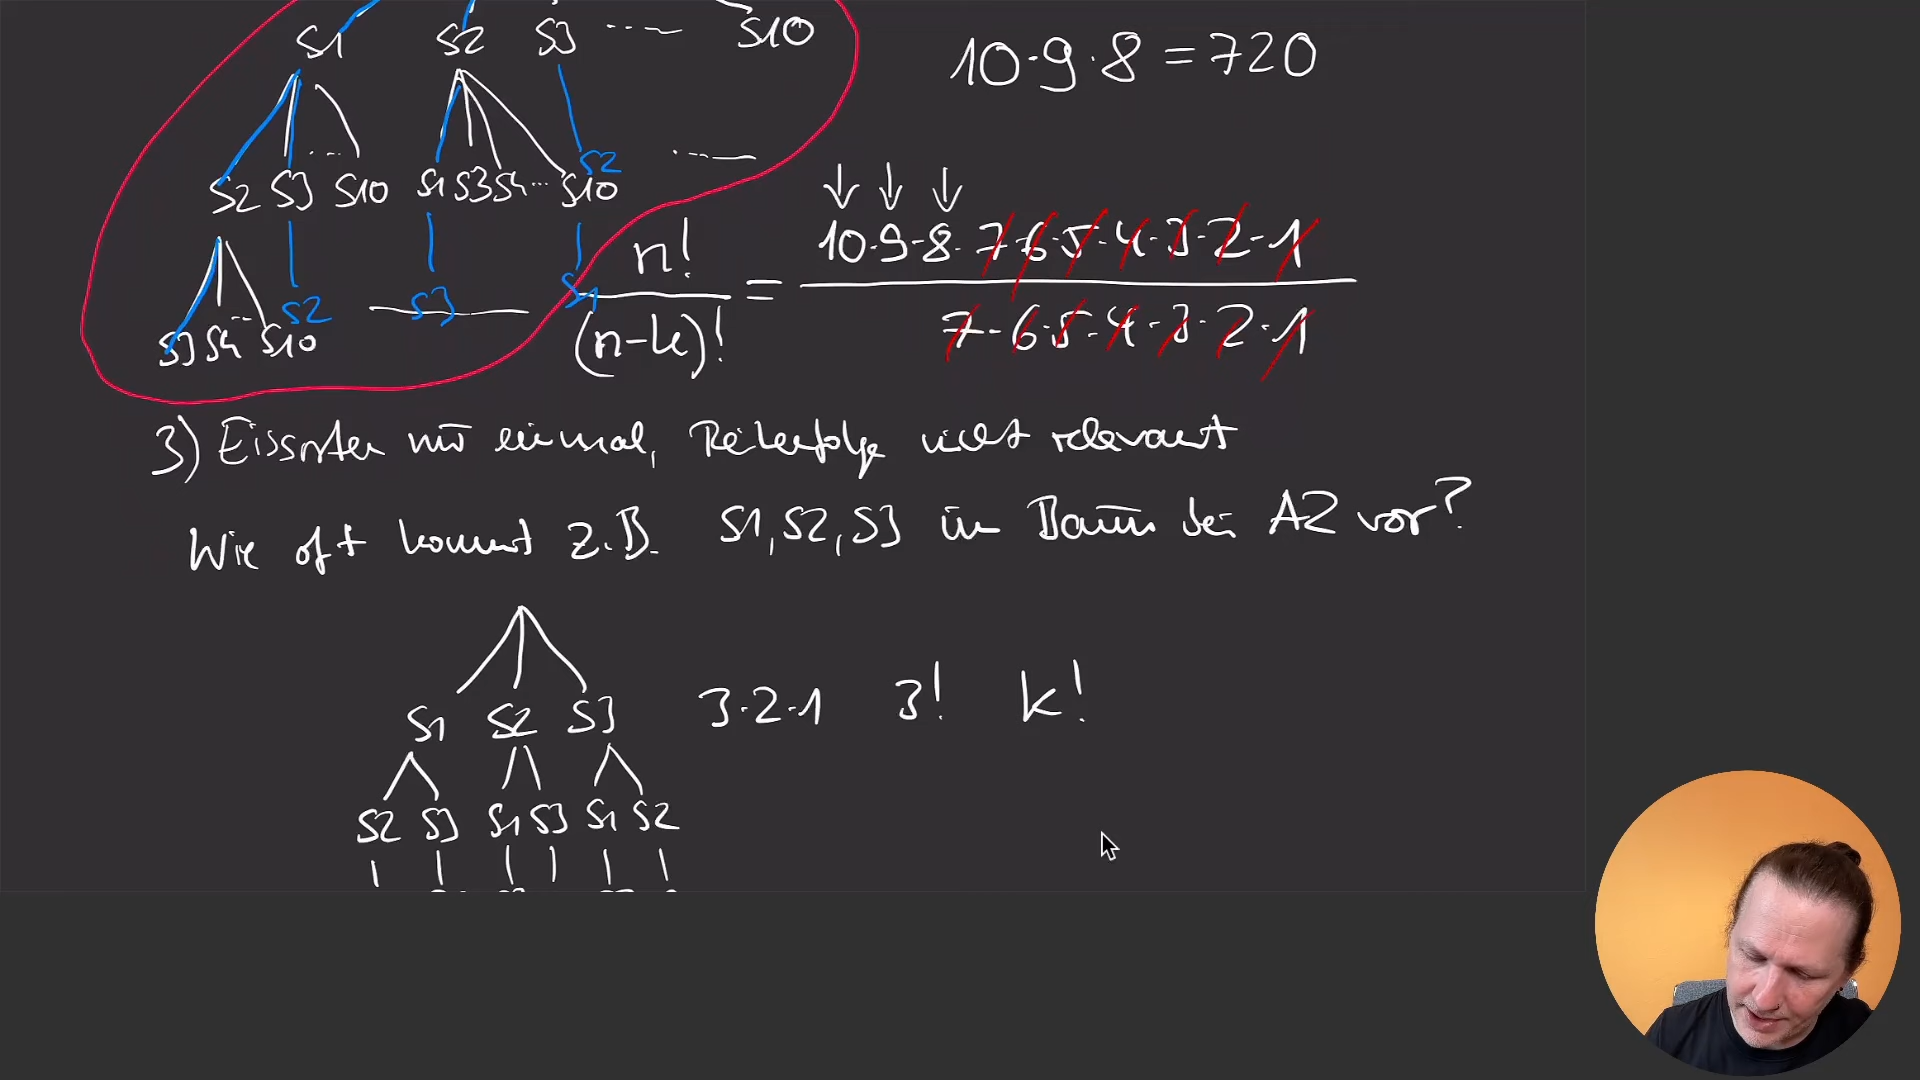 S1 S2 S3 ---- S10
10·9·8 = 720
S2
S2 S3 ... S10 S1 S3 S4 ... S10 ......
↓ ↓ ↓
n! / (n-k)! = 10·9·8·7·6·5·4·3·2·1 / 7·6·5·4·3·2·1
S2 S3 S1
S3 S4 ... S10
3) Eissorten nur einmal, Reihenfolge nicht relevant
Wie oft kommt z.B. S1, S2, S3 im Baum bei A2 vor?
S1 S2 S3 3·2·1 3! k!
S2 S3 S1 S3 S1 S2